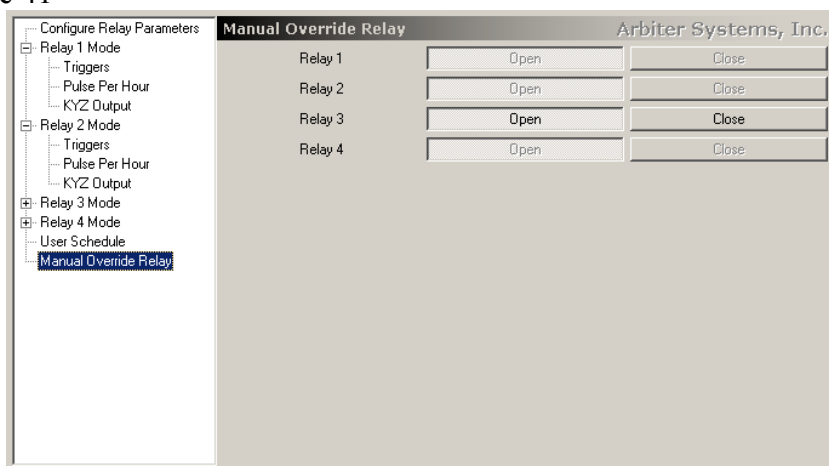 Configure Relay Parameters
Relay 1 Mode
Triggers
Pulse Per Hour
KYZ Output
Relay 2 Mode
Triggers
Pulse Per Hour
KYZ Output
Relay 3 Mode
Relay 4 Mode
User Schedule
Manual Override Relay
Manual Override Relay Arbiter Systems, Inc.
Relay 1 Open Close
Relay 2 Open Close
Relay 3 Open Close
Relay 4 Open Close